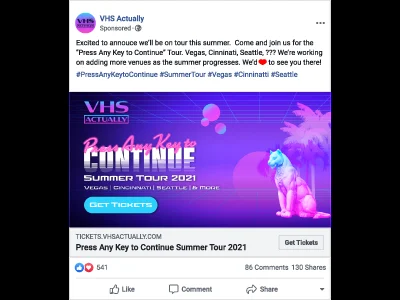 VHS Actually
Sponsored ·
Excited to annouce we'll be on tour this summer. Come and join us for the
"Press Any Key to Continue" Tour. Vegas, Cinninati, Seattle, ??? We're working
on adding more venues as the summer progresses. We'd❤️ to see you there!
#PressAnyKeytoContinue #SummerTour #Vegas #Cinninatti #Seattle
VHS
ACTUALLY
Press Any Key to
CONTINUE
SUMMER TOUR 2021
VEGAS | CINCINNATI | SEATTLE | & MORE
GET TICKETS
TICKETS.VHSACTUALLY.COM
Press Any Key to Continue Summer Tour 2021
Get Tickets
541
86 Comments 130 Shares
Like
Comment
Share